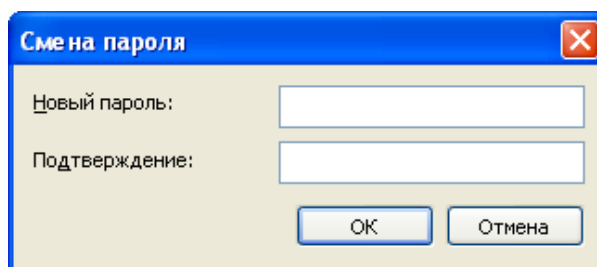 Смена пароля
Новый пароль:
Подтверждение:
ОК Отмена